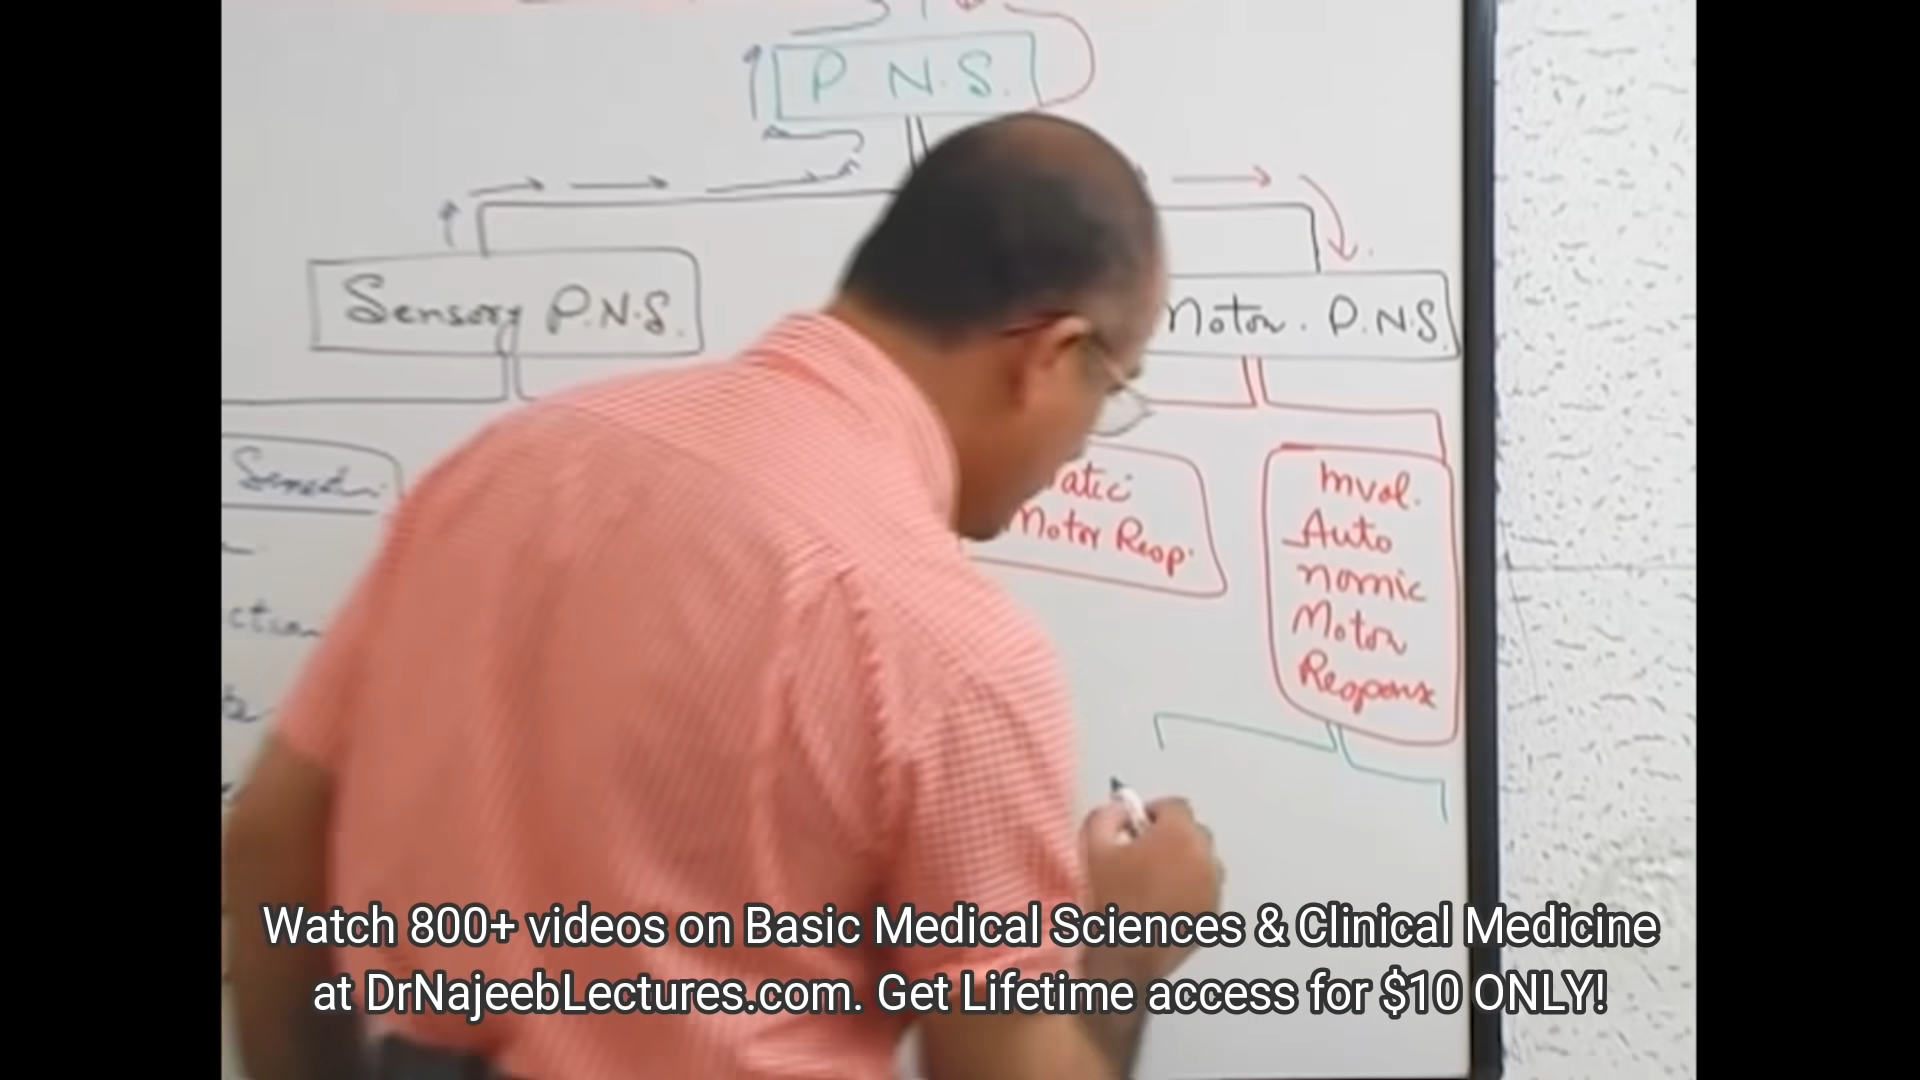 P. N. S.
Sensory P.N.S.
Motor. P.N.S.
atic
Motor Resp.
Invol.
Auto
nomic
Motor
Response
ction
Watch 800+ videos on Basic Medical Sciences & Clinical Medicine
at DrNajeebLectures.com. Get Lifetime access for $10 ONLY!